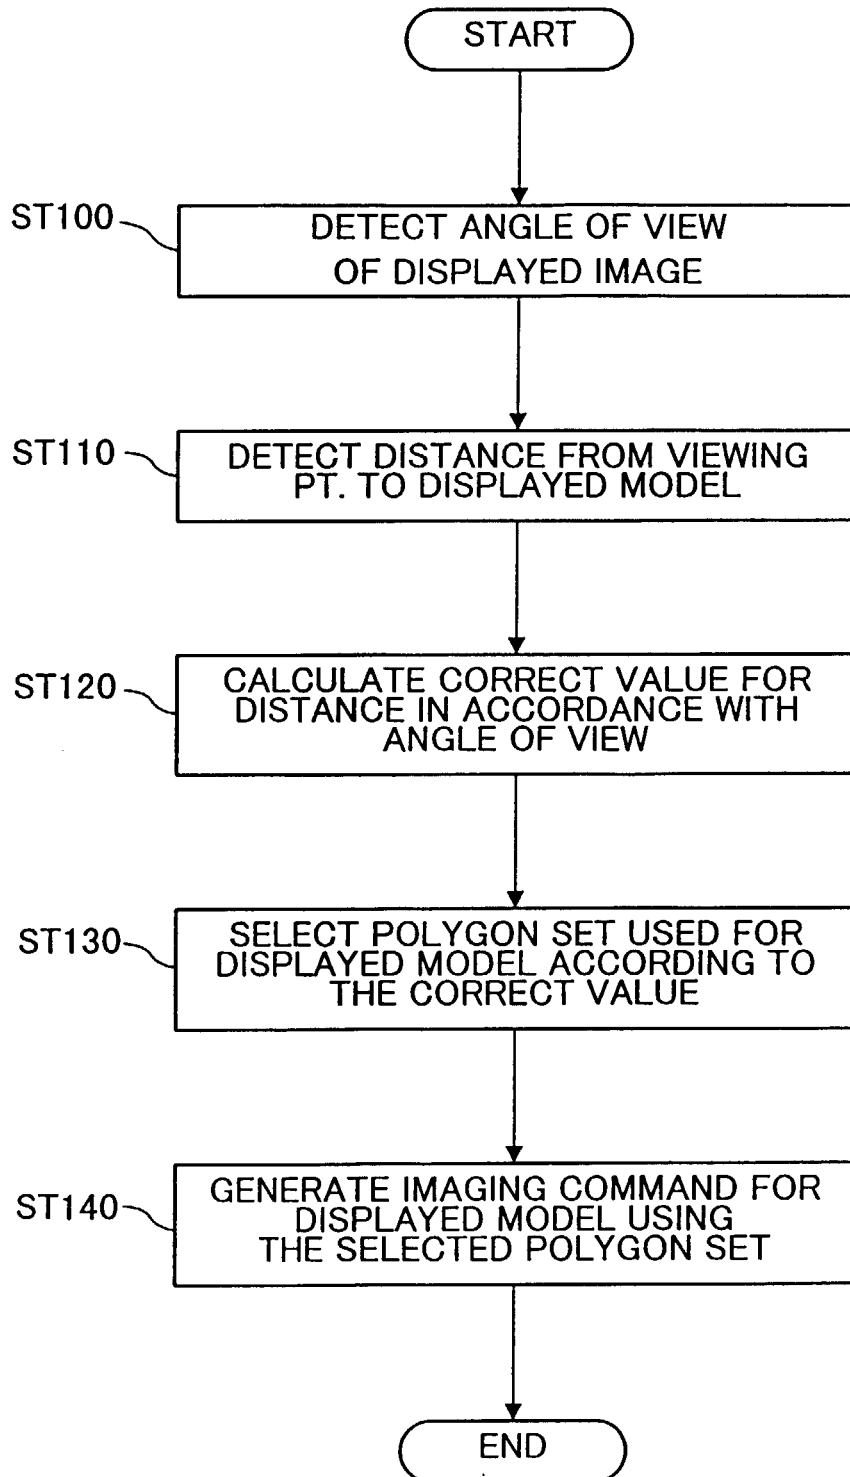 START
ST100
DETECT ANGLE OF VIEW
OF DISPLAYED IMAGE
ST110
DETECT DISTANCE FROM VIEWING
PT. TO DISPLAYED MODEL
ST120
CALCULATE CORRECT VALUE FOR
DISTANCE IN ACCORDANCE WITH
ANGLE OF VIEW
ST130
SELECT POLYGON SET USED FOR
DISPLAYED MODEL ACCORDING TO
THE CORRECT VALUE
ST140
GENERATE IMAGING COMMAND FOR
DISPLAYED MODEL USING
THE SELECTED POLYGON SET
END